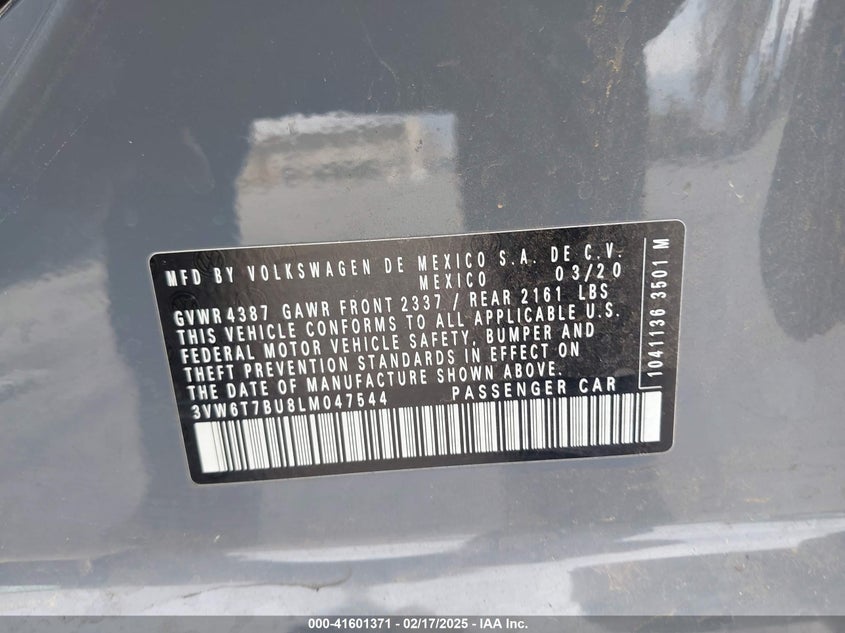 MFD BY VOLKSWAGEN DE MEXICO S.A. DE C.V.
MEXICO 03/20
GVWR 4387 GAWR FRONT 2337 / REAR 2161 LBS
THIS VEHICLE CONFORMS TO ALL APPLICABLE U.S.
FEDERAL MOTOR VEHICLE SAFETY, BUMPER AND
THEFT PREVENTION STANDARDS IN EFFECT ON
THE DATE OF MANUFACTURE SHOWN ABOVE.
3VW6T7BU8LM047544 PASSENGER CAR
1041136 3501 M
000-41601371 - 02/17/2025 - IAA Inc.